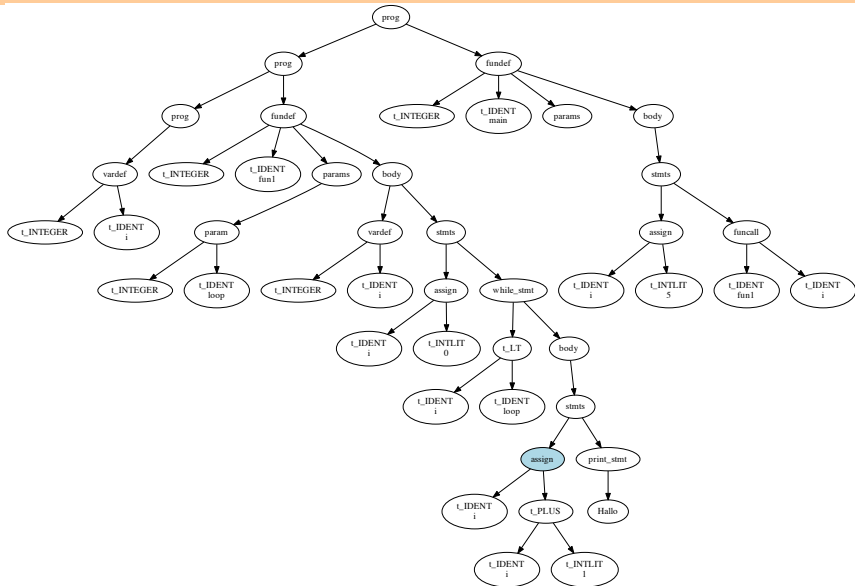 prog
prog
fundef
prog
fundef
t_INTEGER
t_IDENT
main
params
body
vardef
t_INTEGER
t_IDENT
fun1
params
body
stmts
t_INTEGER
t_IDENT
i
param
vardef
stmts
assign
funcall
t_INTEGER
t_IDENT
loop
t_INTEGER
t_IDENT
i
assign
while_stmt
t_IDENT
i
t_INTLIT
5
t_IDENT
fun1
t_IDENT
i
t_IDENT
i
t_INTLIT
0
t_LT
body
t_IDENT
i
t_IDENT
loop
stmts
assign
print_stmt
t_IDENT
i
t_PLUS
Hallo
t_IDENT
i
t_INTLIT
1